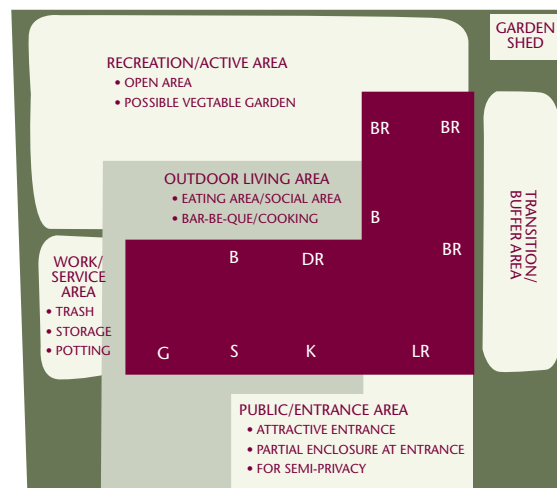 GARDEN
SHED
RECREATION/ACTIVE AREA
• OPEN AREA
• POSSIBLE VEGTABLE GARDEN
BR BR
OUTDOOR LIVING AREA
• EATING AREA/SOCIAL AREA
• BAR-BE-QUE/COOKING
B
TRANSITION/
BUFFER AREA
WORK/
SERVICE
AREA
• TRASH
• STORAGE
• POTTING
B DR BR
G S K LR
PUBLIC/ENTRANCE AREA
• ATTRACTIVE ENTRANCE
• PARTIAL ENCLOSURE AT ENTRANCE
• FOR SEMI-PRIVACY